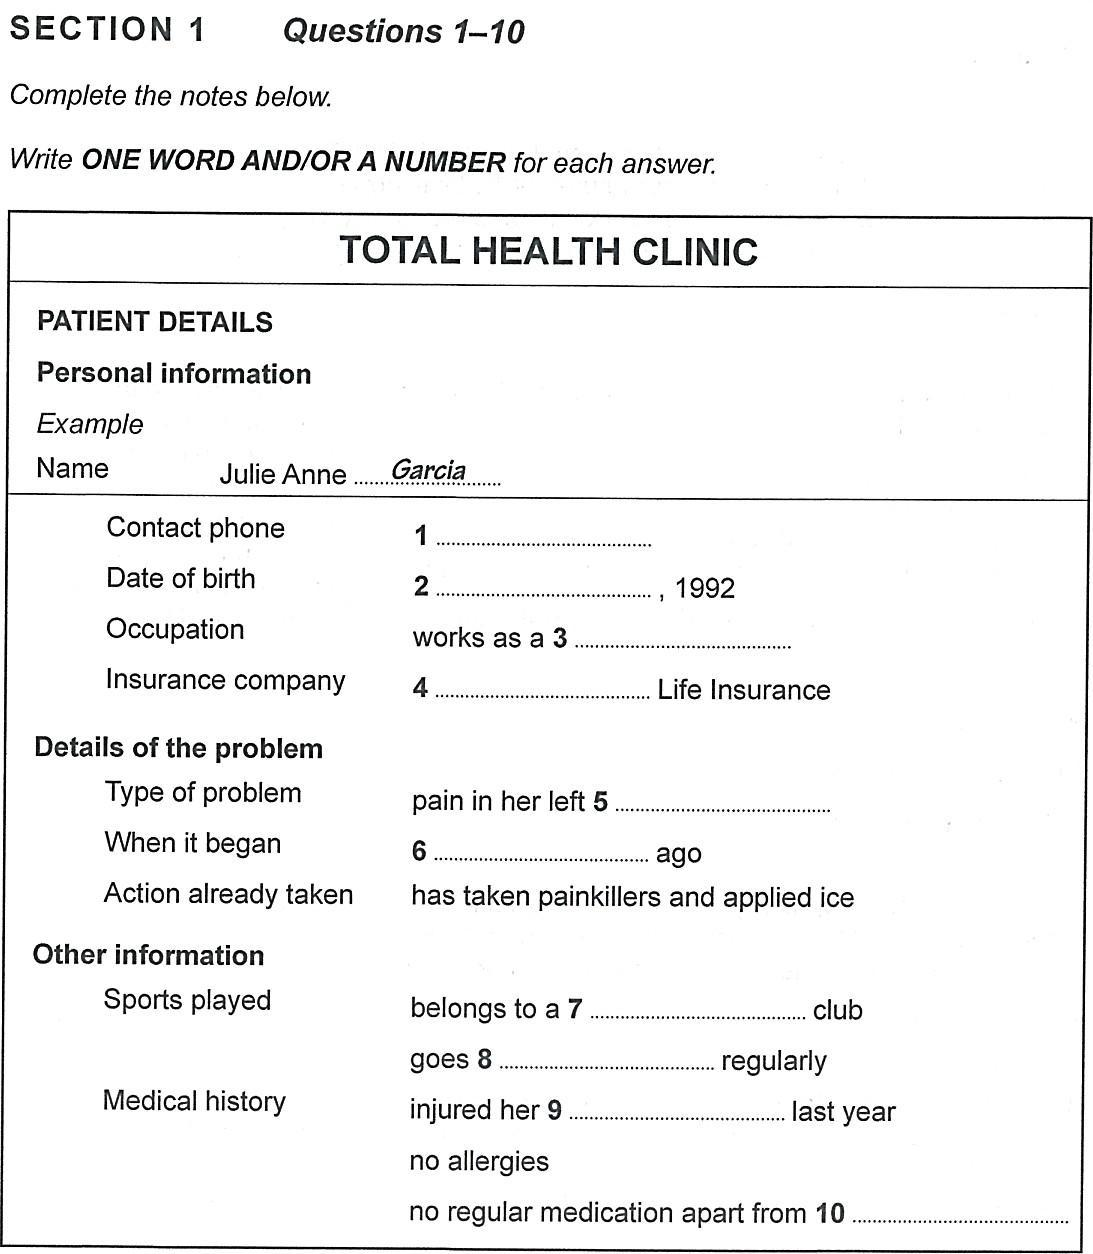 SECTION 1 Questions 1–10
Complete the notes below.
Write ONE WORD AND/OR A NUMBER for each answer.
TOTAL HEALTH CLINIC
PATIENT DETAILS
Personal information
Example
Name Julie Anne ......Garcia......
Contact phone 1 ......................................
Date of birth 2 ...................................... , 1992
Occupation works as a 3 ......................................
Insurance company 4 ...................................... Life Insurance
Details of the problem
Type of problem pain in her left 5 ......................................
When it began 6 ...................................... ago
Action already taken has taken painkillers and applied ice
Other information
Sports played belongs to a 7 ...................................... club
goes 8 ...................................... regularly
Medical history injured her 9 ...................................... last year
no allergies
no regular medication apart from 10 ......................................